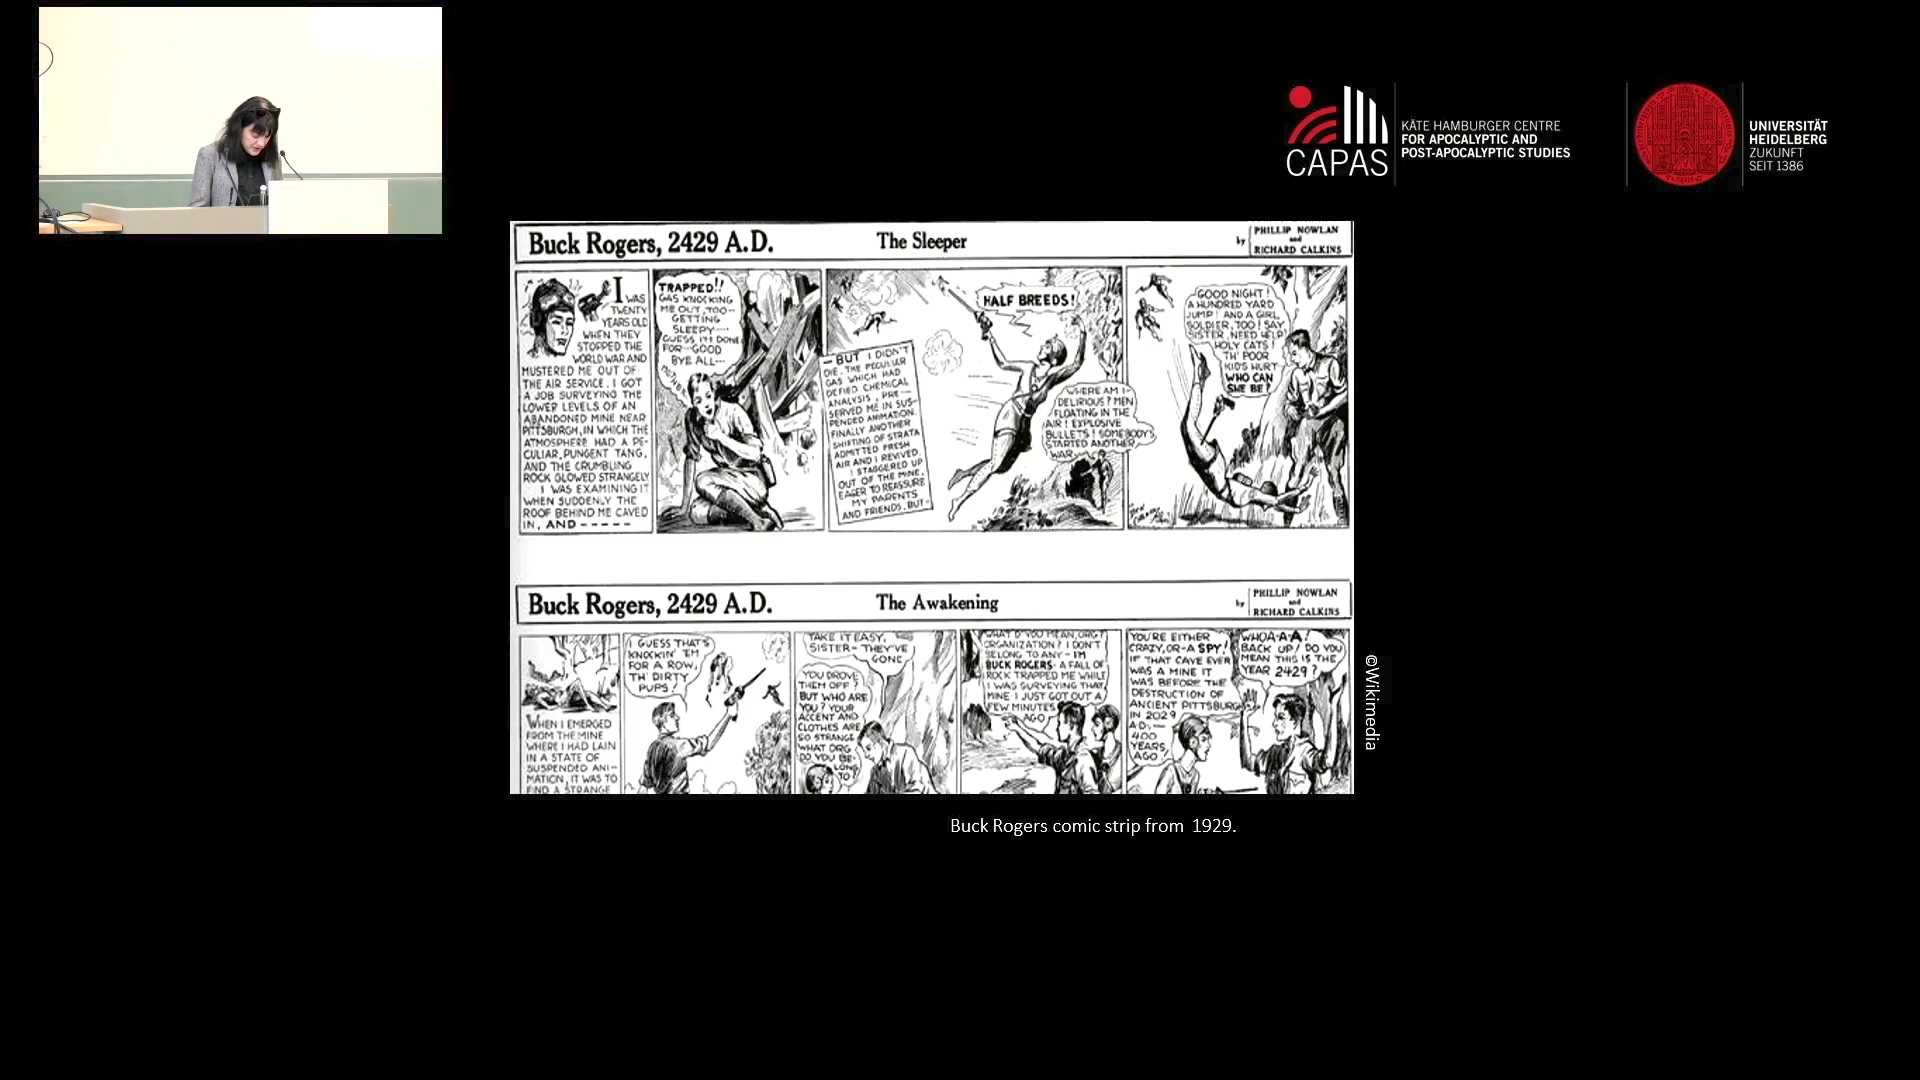 CAPAS
KÄTE HAMBURGER CENTRE
FOR APOCALYPTIC AND
POST-APOCALYPTIC STUDIES
UNIVERSITÄT
HEIDELBERG
ZUKUNFT
SEIT 1386
Buck Rogers, 2429 A.D.
The Sleeper
by
PHILLIP NOWLAN
and
RICHARD CALKINS
I WAS
TWENTY
YEARS OLD
WHEN THEY
STOPPED THE
WORLD WAR AND
MUSTERED ME OUT OF
THE AIR SERVICE. I GOT
A JOB SURVEYING THE
LOWER LEVELS OF AN
ABANDONED MINE NEAR
PITTSBURGH, IN WHICH THE
ATMOSPHERE HAD A PE-
CULIAR, PUNGENT TANG,
AND THE CRUMBLING
ROCK GLOWED STRANGELY
I WAS EXAMINING IT
WHEN SUDDENLY THE
ROOF BEHIND ME CAVED
IN, AND -----
TRAPPED!!
GAS KNOCKING
ME OUT, TOO--
GETTING
SLEEPY---
GUESS I'M DONE
FOR--GOOD
BYE ALL---
MOTHER
- BUT I DIDN'T
DIE. THE PECULIAR
GAS WHICH HAD
DEFIED CHEMICAL
ANALYSIS, PRE-
SERVED ME IN SUS-
PENDED ANIMATION.
FINALLY ANOTHER
SHIFTING OF STRATA
ADMITTED FRESH
AIR AND I REVIVED.
I STAGGERED UP
OUT OF THE MINE,
EAGER TO REASSURE
MY PARENTS
AND FRIENDS, BUT-
HALF BREEDS!
WHERE AM I-
DELIRIOUS? MEN
FLOATING IN THE
AIR! EXPLOSIVE
BULLETS! SOMEBODY'S
STARTED ANOTHER
WAR
GOOD NIGHT!
A HUNDRED YARD
JUMP! AND A GIRL
SOLDIER, TOO! SAY
SISTER, NEED HELP?
HOLY CATS!
TH' POOR
KID'S HURT
WHO CAN
SHE BE?
Buck Rogers, 2429 A.D.
The Awakening
by
PHILLIP NOWLAN
and
RICHARD CALKINS
WHEN I EMERGED
FROM THE MINE
WHERE I HAD LAIN
IN A STATE OF
SUSPENDED ANI-
MATION, IT WAS TO
FIND A STRANGE
I GUESS THAT'S
KNOCKIN' 'EM
FOR A ROW,
TH' DIRTY
PUPS!
TAKE IT EASY,
SISTER- THEY'VE
GONE
YOU DROVE
THEM OFF?
BUT WHO ARE
YOU? YOUR
ACCENT AND
CLOTHES ARE
SO STRANGE
WHAT ORG
DO YOU BE-
LONG
TO?
WHAT D'YOU MEAN, ORG?
ORGANIZATION? I DON'T
BELONG TO ANY - I'M
BUCK ROGERS- A FALL OF
ROCK TRAPPED ME WHILE
I WAS SURVEYING THAT
MINE I JUST GOT OUT A
FEW MINUTES
AGO
YOU'RE EITHER
CRAZY, OR-A SPY!
IF THAT CAVE EVER
WAS A MINE IT
WAS BEFORE THE
DESTRUCTION OF
ANCIENT PITTSBURGH
IN 2029
A.D.—
400
YEARS
AGO
WHOA-A-A!
BACK UP! DO YOU
MEAN THIS IS THE
YEAR 2429?
©Wikimedia
Buck Rogers comic strip from 1929.